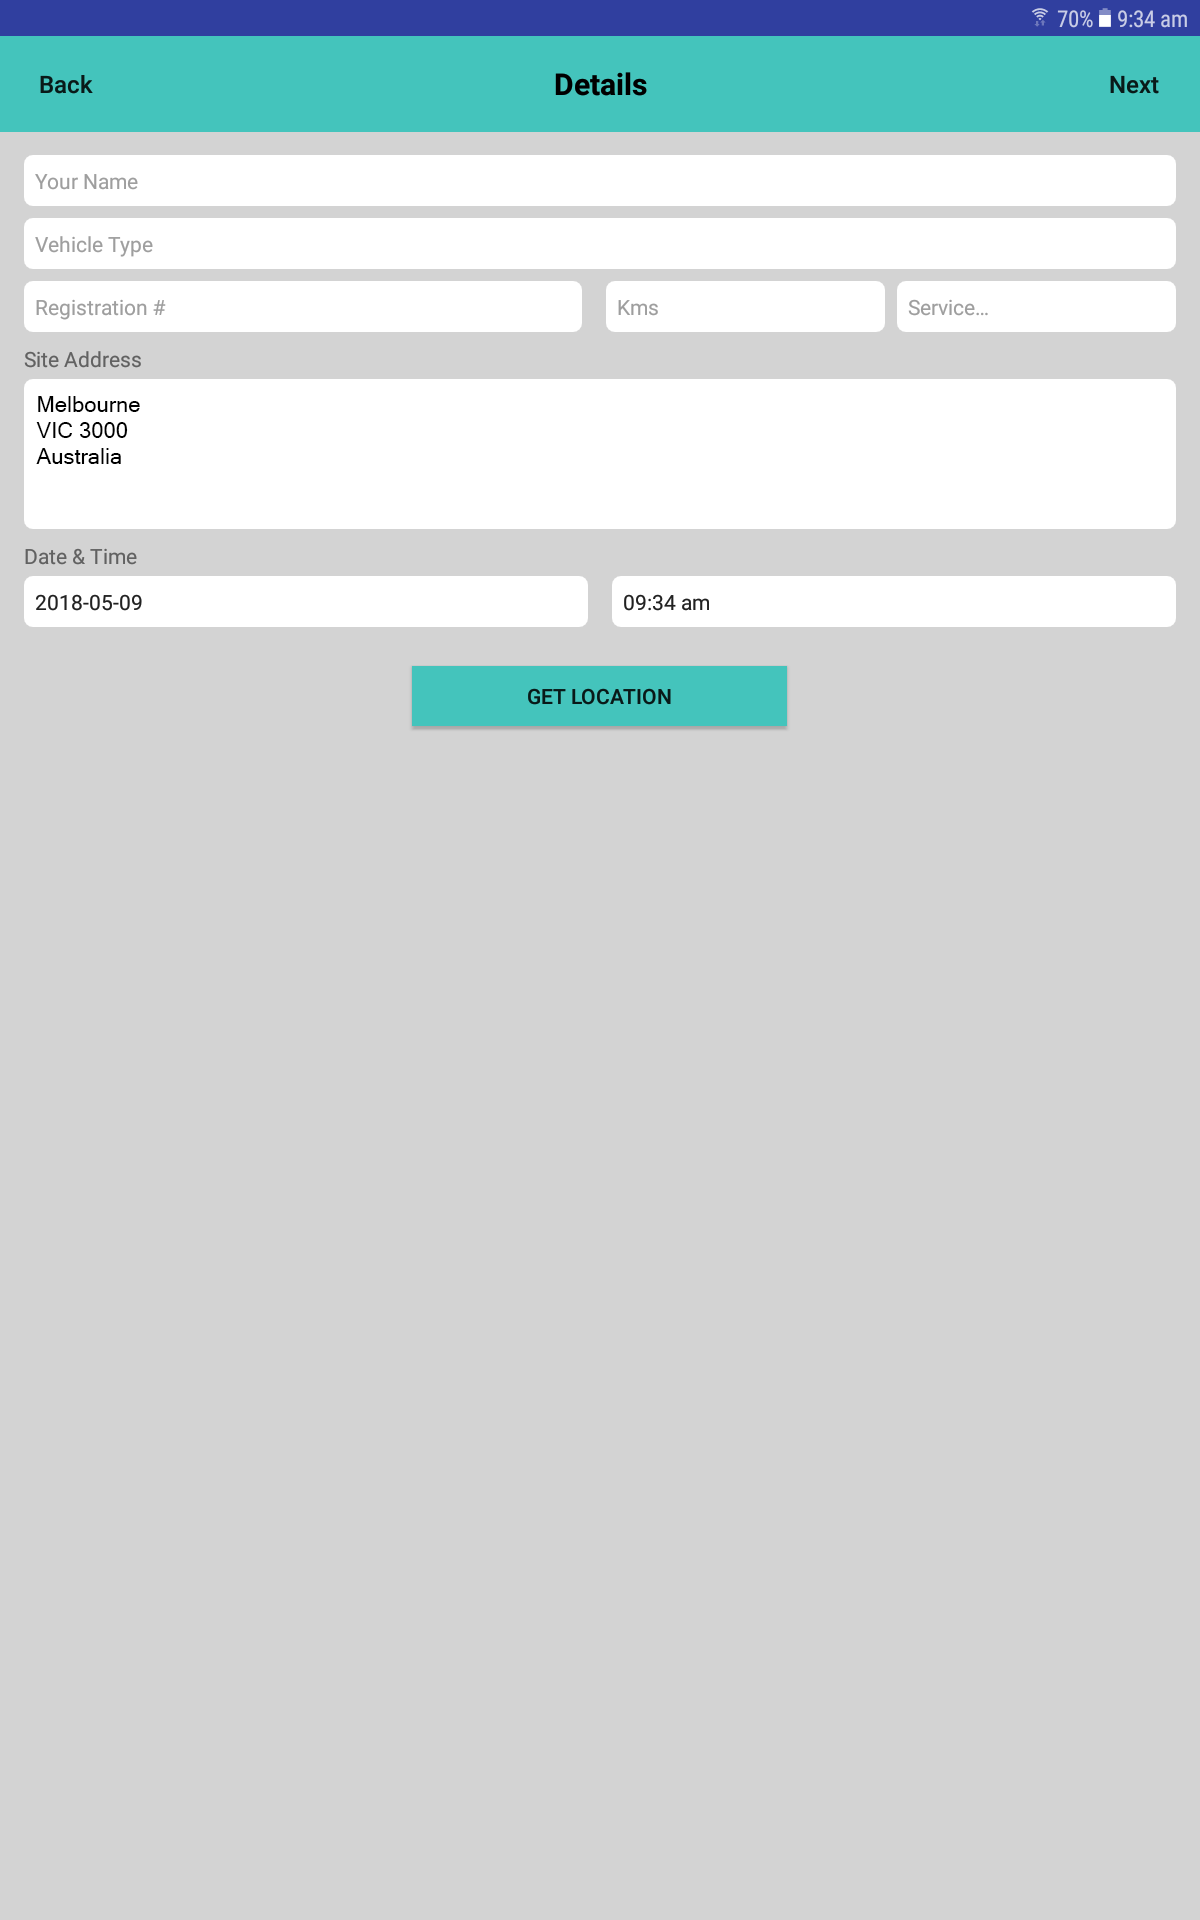 70% 9:34 am
Back Details Next
Your Name
Vehicle Type
Registration # Kms Service...
Site Address
Melbourne
VIC 3000
Australia
Date & Time
2018-05-09 09:34 am
GET LOCATION